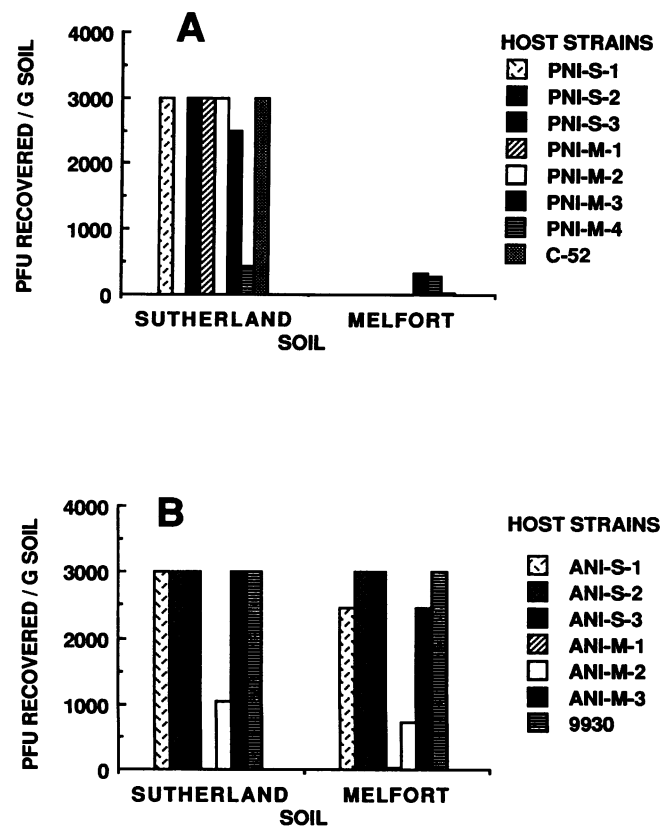 A
4000
3000
2000
1000
0
PFU RECOVERED / G SOIL
SUTHERLAND MELFORT
SOIL
HOST STRAINS
PNI-S-1
PNI-S-2
PNI-S-3
PNI-M-1
PNI-M-2
PNI-M-3
PNI-M-4
C-52
B
4000
3000
2000
1000
0
PFU RECOVERED / G SOIL
SUTHERLAND MELFORT
SOIL
HOST STRAINS
ANI-S-1
ANI-S-2
ANI-S-3
ANI-M-1
ANI-M-2
ANI-M-3
9930